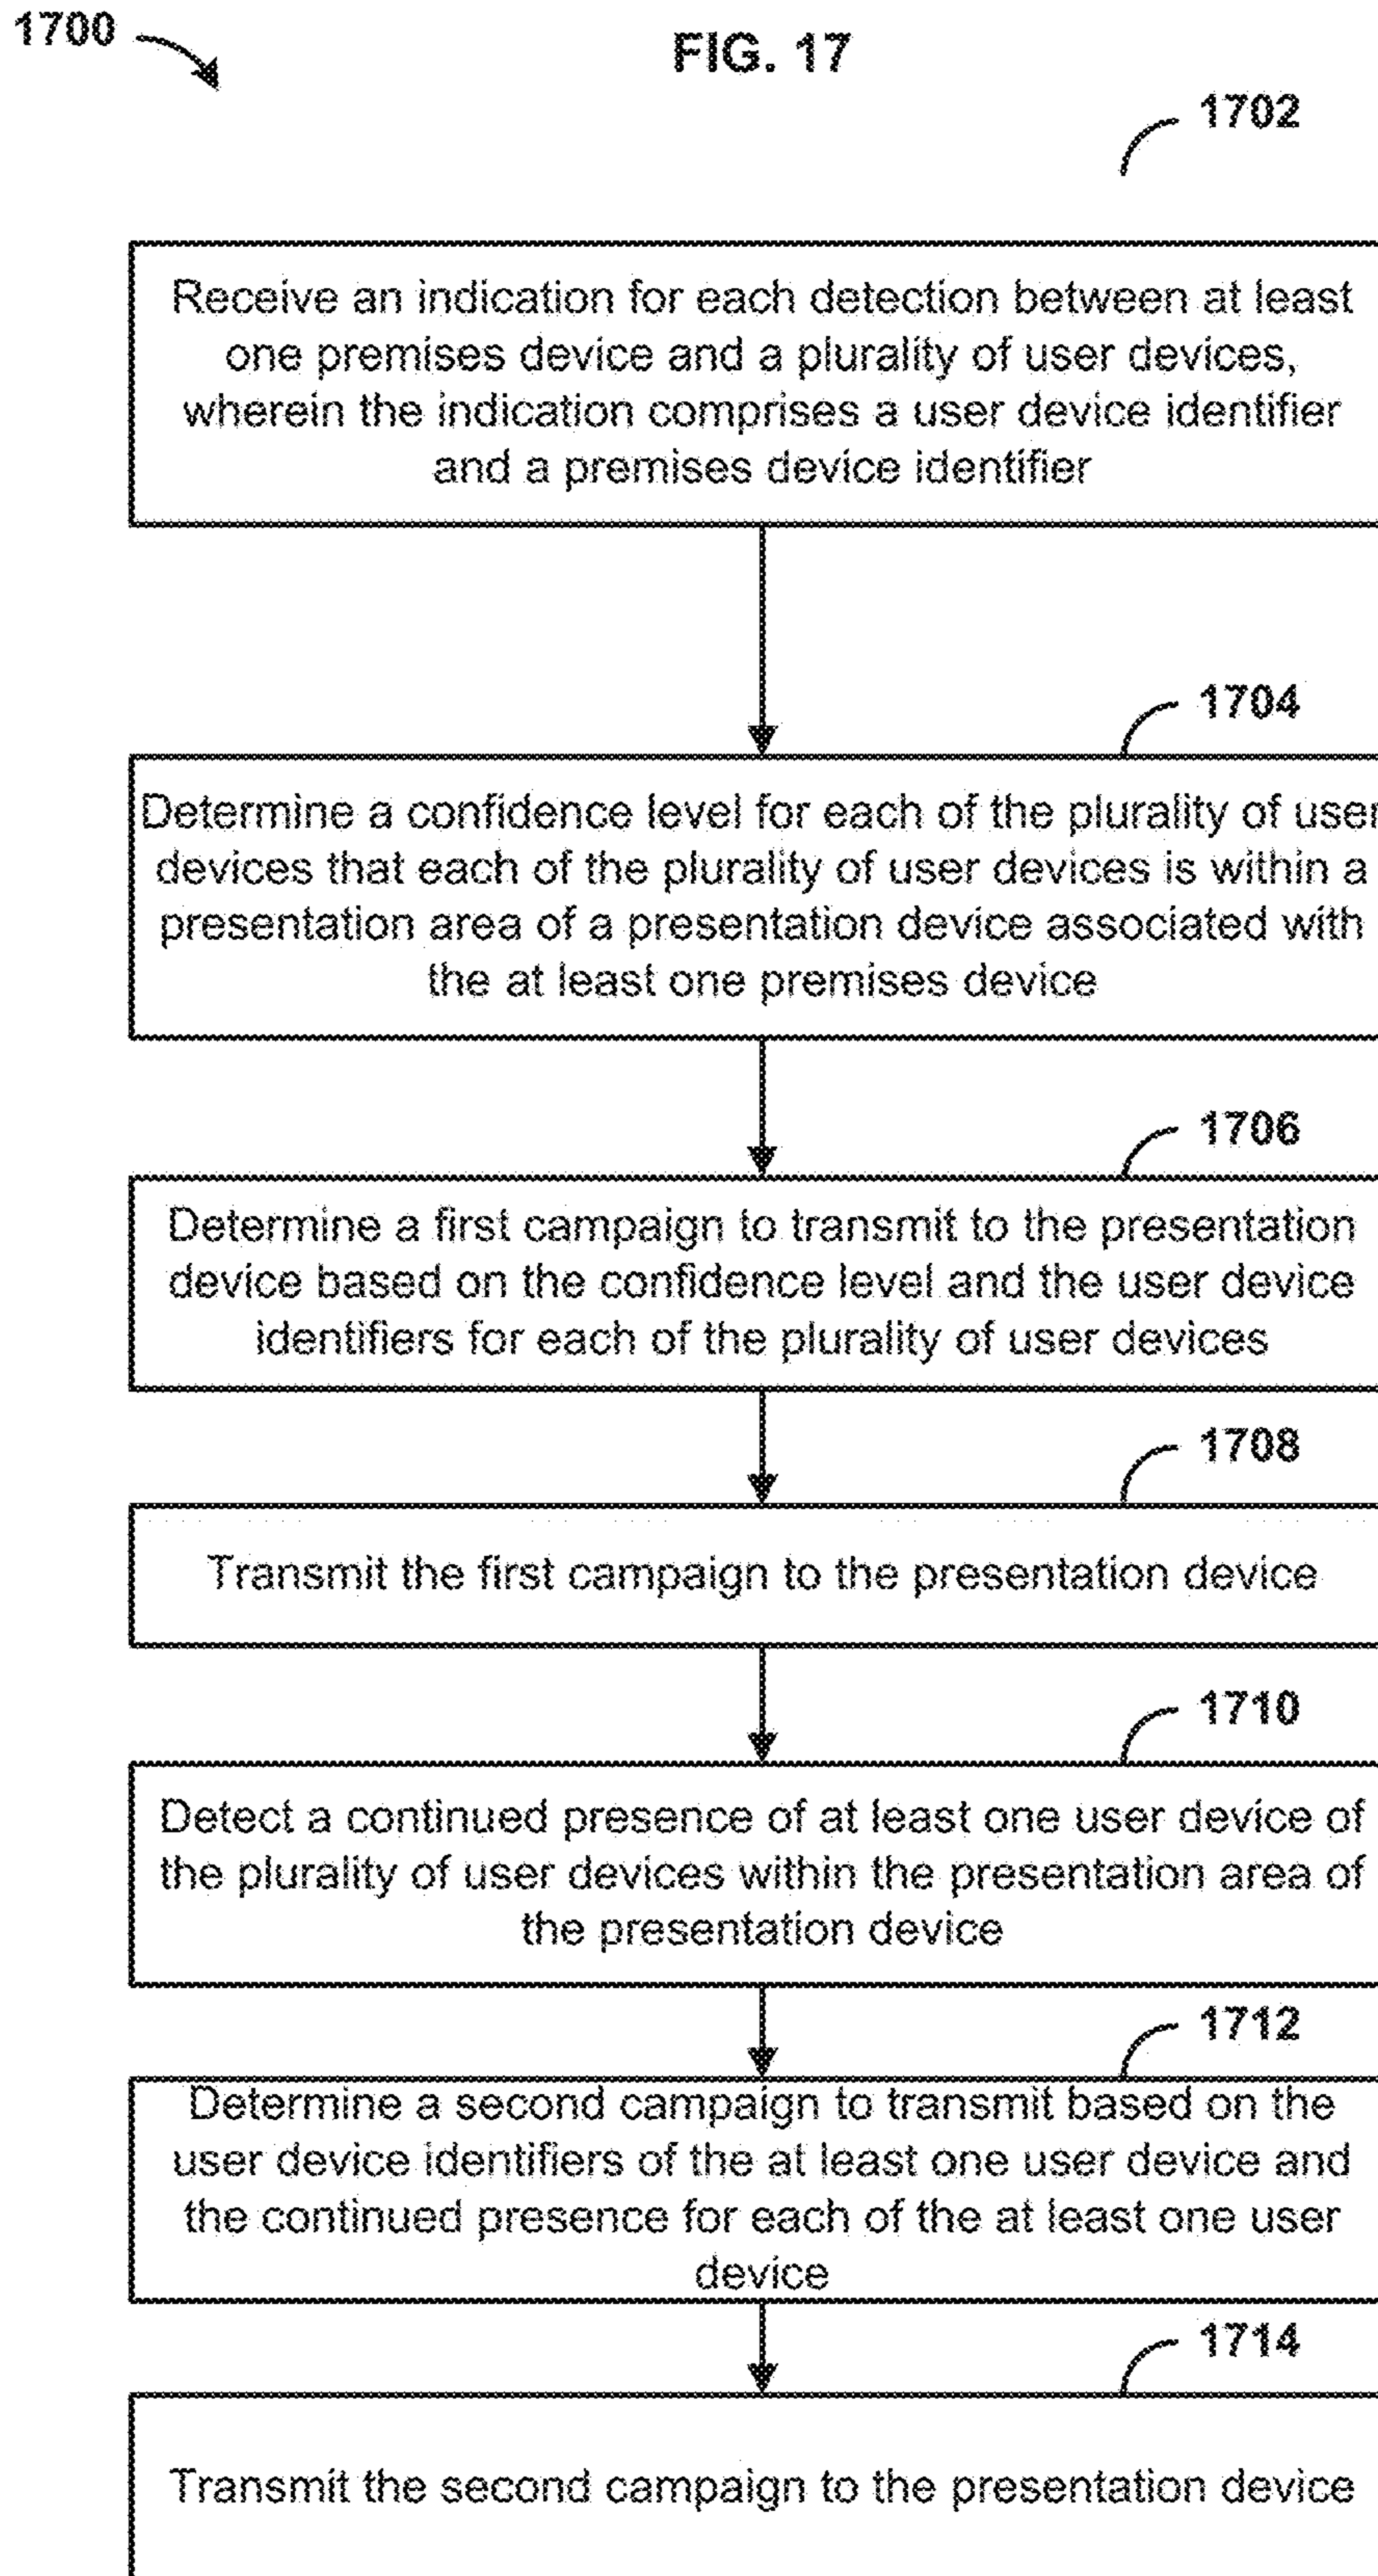 1700
FIG. 17
1702
Receive an indication for each detection between at least
one premises device and a plurality of user devices,
wherein the indication comprises a user device identifier
and a premises device identifier
1704
Determine a confidence level for each of the plurality of user
devices that each of the plurality of user devices is within a
presentation area of a presentation device associated with
the at least one premises device
1706
Determine a first campaign to transmit to the presentation
device based on the confidence level and the user device
identifiers for each of the plurality of user devices
1708
Transmit the first campaign to the presentation device
1710
Detect a continued presence of at least one user device of
the plurality of user devices within the presentation area of
the presentation device
1712
Determine a second campaign to transmit based on the
user device identifiers of the at least one user device and
the continued presence for each of the at least one user
device
1714
Transmit the second campaign to the presentation device